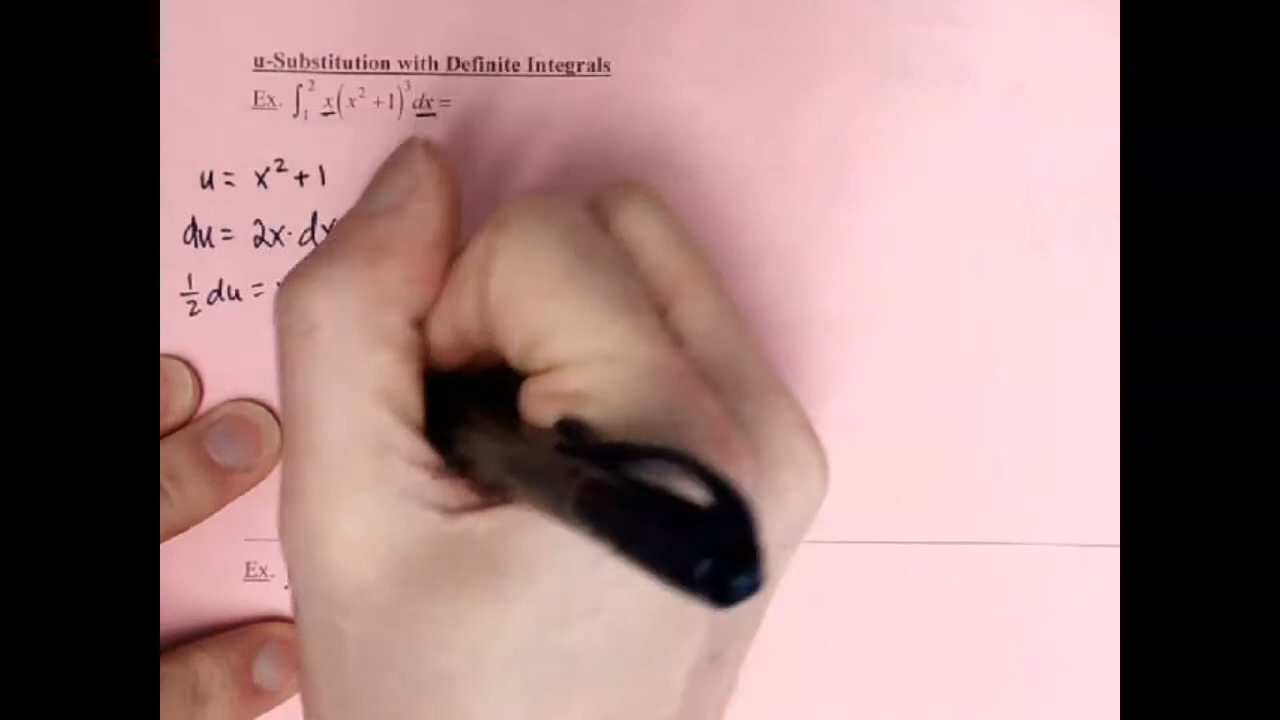 u-Substitution with Definite Integrals
Ex. ∫₁² x(x² +1)³ dx =
u = x² + 1
du = 2x · dx
½ du =
Ex.